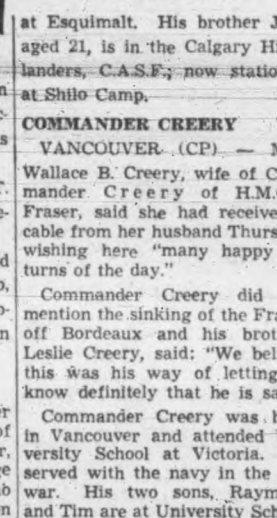 at Esquimalt. His brother J
aged 21, is in the Calgary Hi
landers, C.A.S.F., now statio
at Shilo Camp.
COMMANDER CREERY
VANCOUVER (CP) — M
Wallace B. Creery, wife of C
mander Creery of H.M.
Fraser, said she had receive
cable from her husband Thurs
wishing here "many happy
turns of the day."
Commander Creery did
mention the sinking of the Fra
off Bordeaux and his brot
Leslie Creery, said: "We bel
this was his way of letting
know definitely that he is sa
Commander Creery was b
in Vancouver and attended
versity School at Victoria.
served with the navy in the
war. His two sons, Raym
and Tim are at University Sch